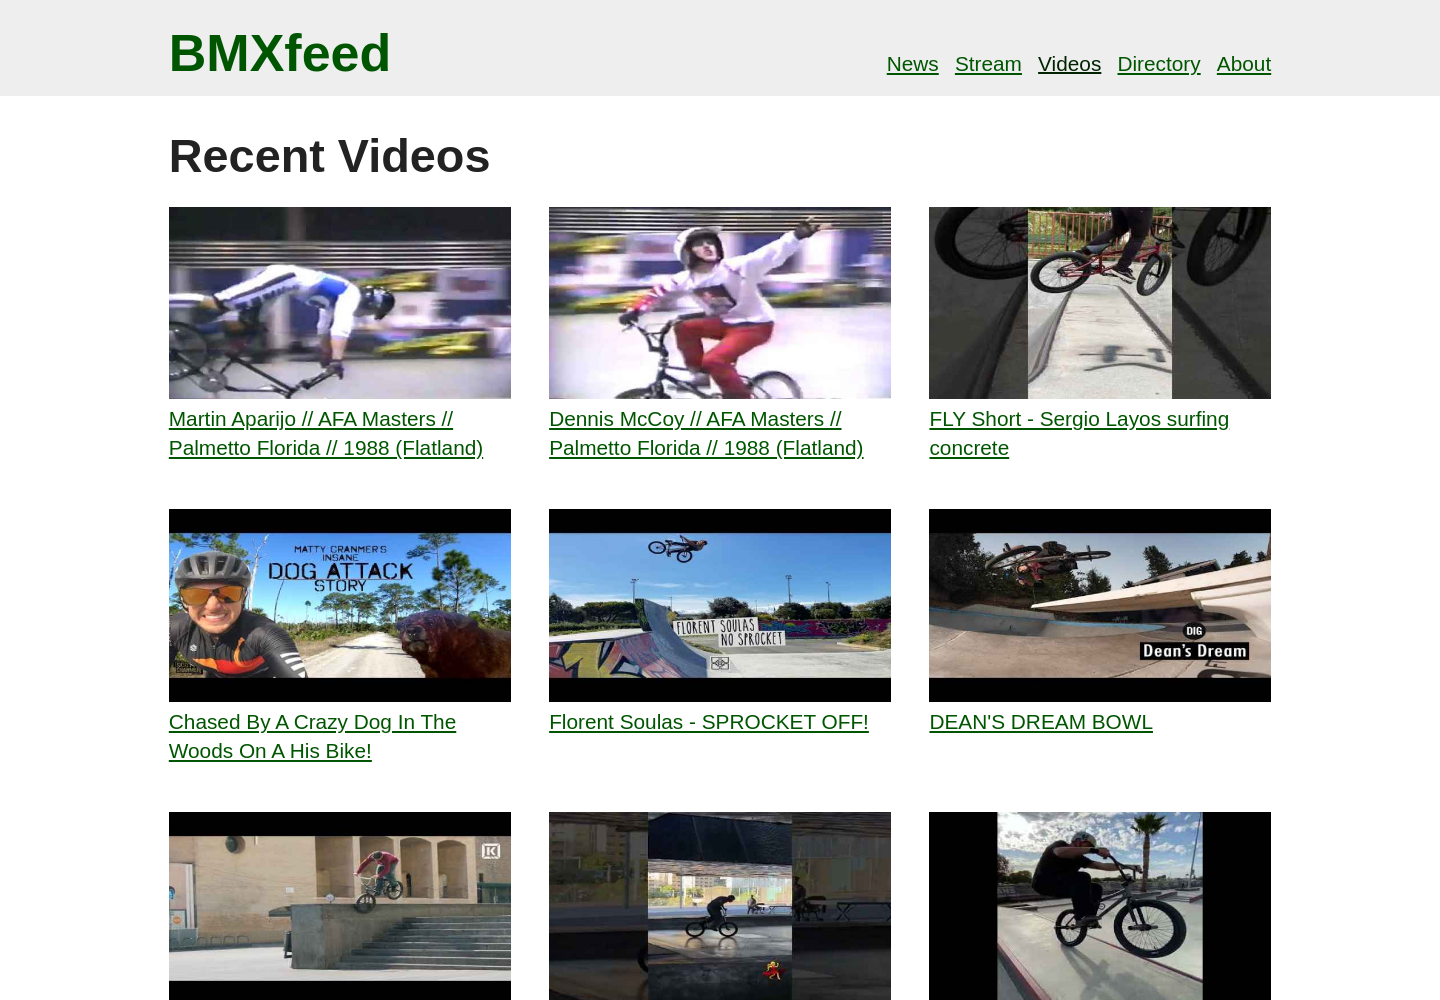 BMXfeed
News Stream Videos Directory About
Recent Videos
Martin Aparijo // AFA Masters //
Palmetto Florida // 1988 (Flatland)
Dennis McCoy // AFA Masters //
Palmetto Florida // 1988 (Flatland)
FLY Short - Sergio Layos surfing
concrete
MATTY CRANMER'S
INSANE
DOG ATTACK
STORY
Chased By A Crazy Dog In The
Woods On A His Bike!
FLORENT SOULAS
NO SPROCKET
Florent Soulas - SPROCKET OFF!
DIG
Dean's Dream
DEAN'S DREAM BOWL
K